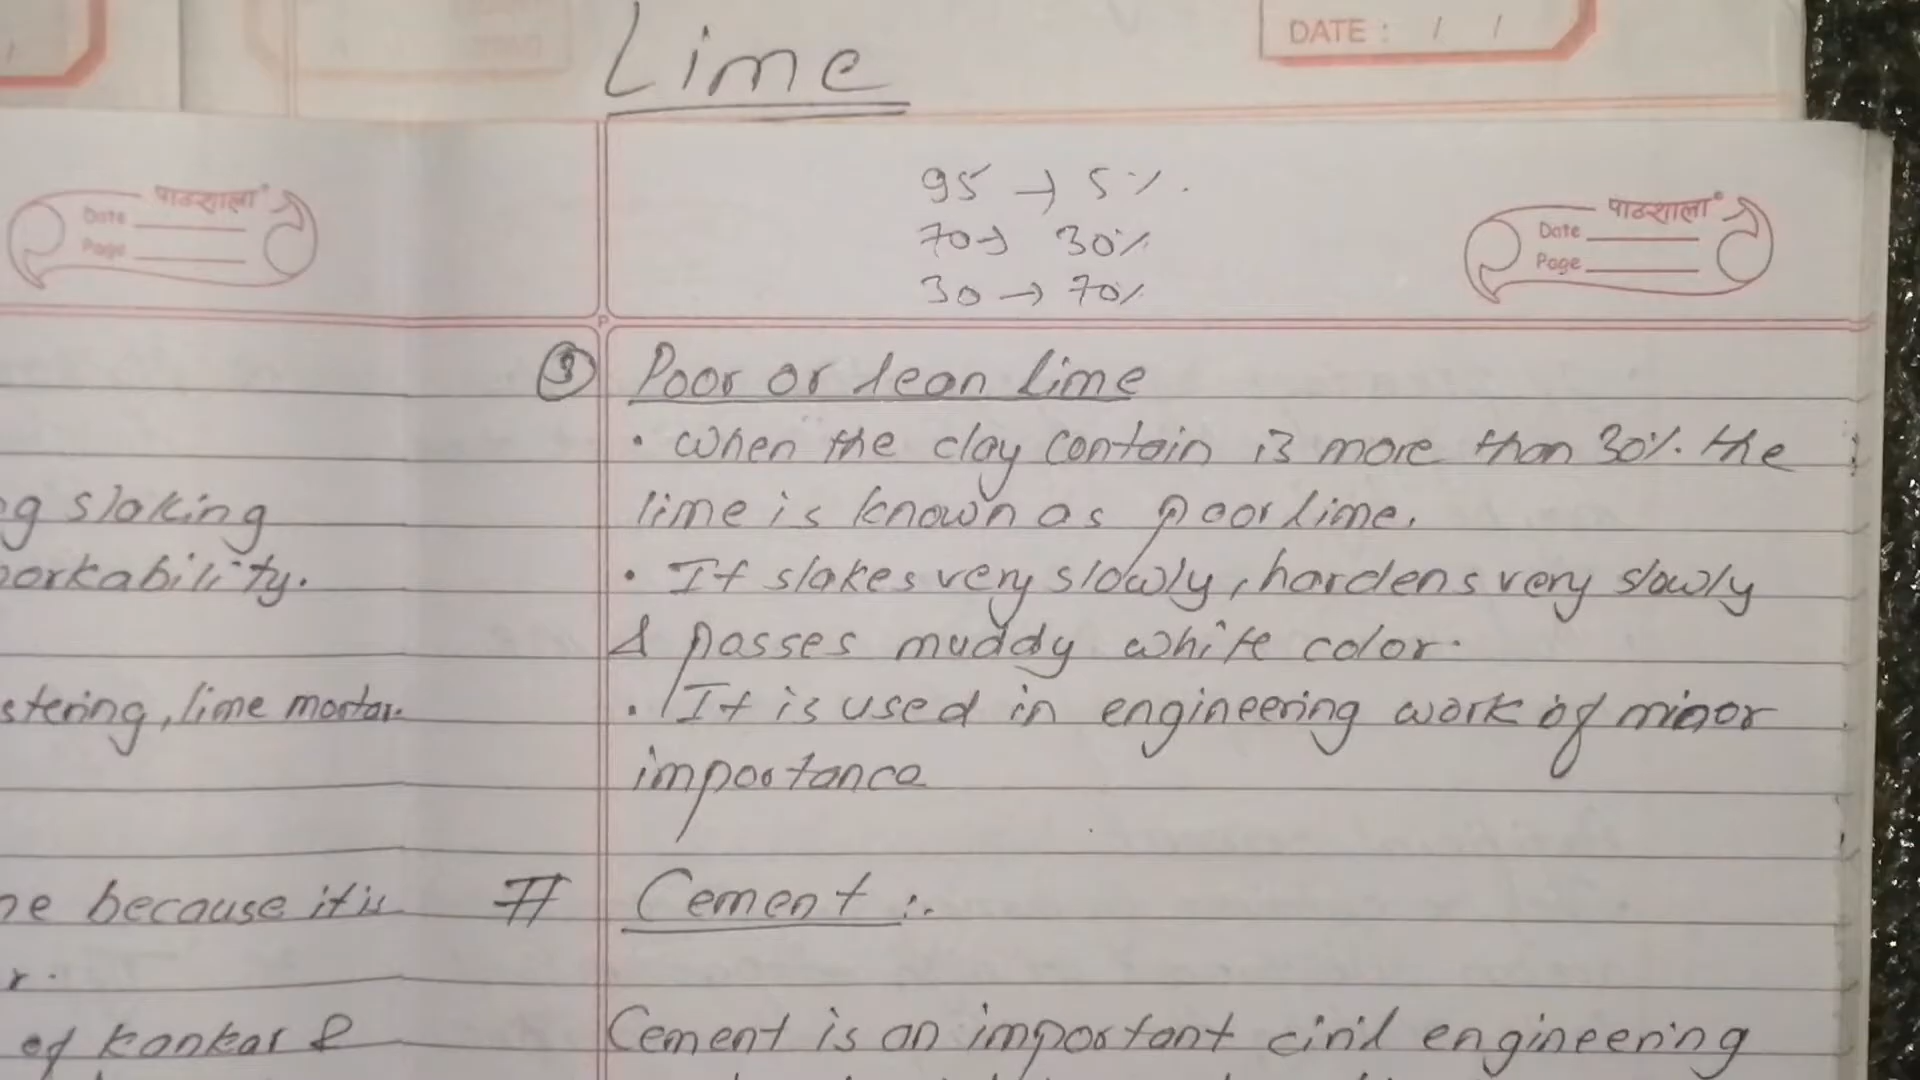 Lime
DATE : / /
95 → 5%.
70→ 30%
30 → 70%
पाठशाला
Date
Page
पाठशाला
Date
Page
slaking
③ Poor or lean Lime
• When the clay contain is more than 30%. the
lime is known as poor lime.
• It slakes very slowly, hardens very slowly
& posses muddy white color.
• It is used in engineering work of minor
importance
lime mortar.
because it is
of kankar &
# Cement :-
Cement is an important civil engineering